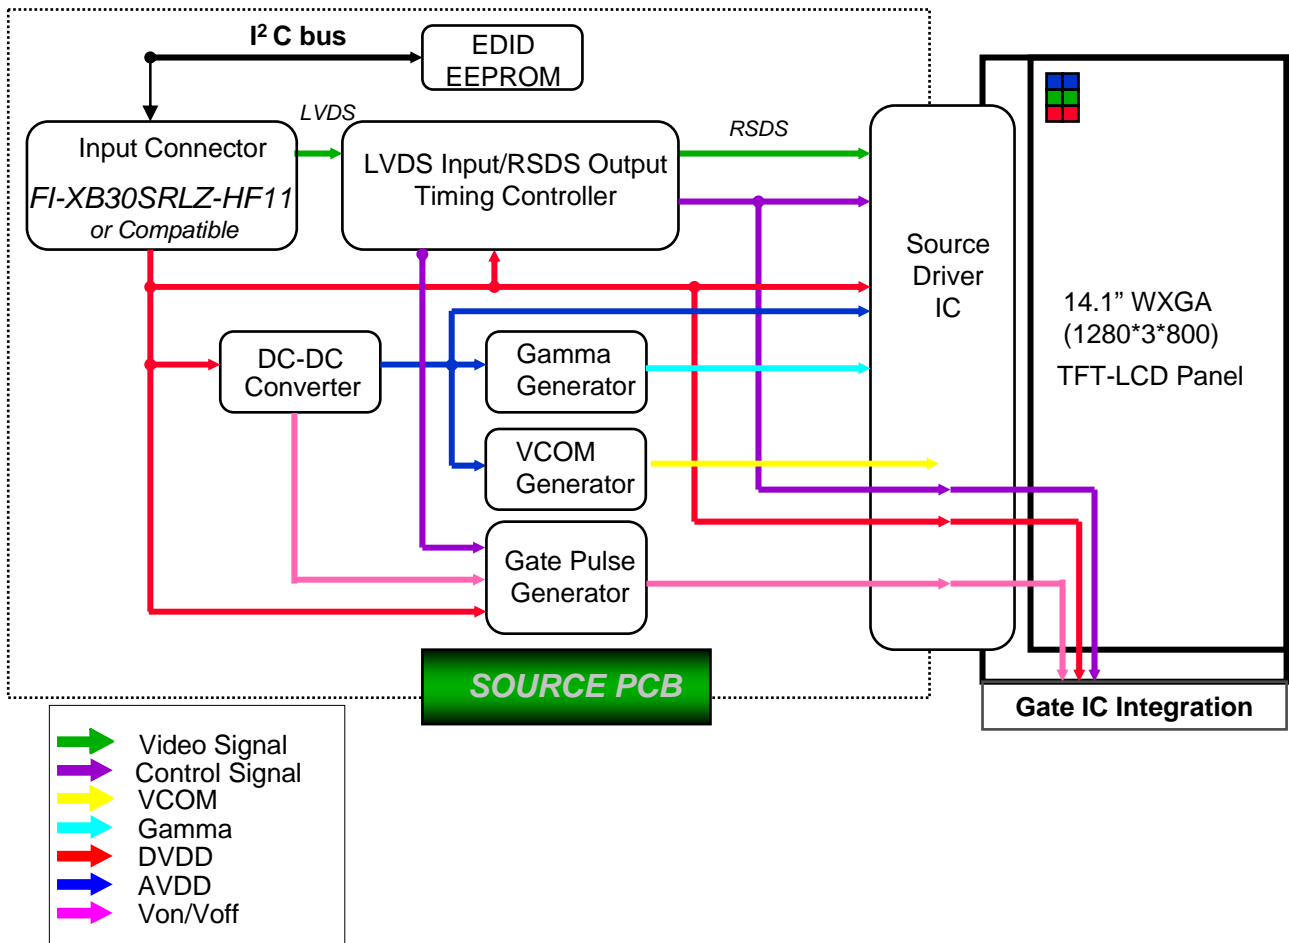 I² C bus
EDID
EEPROM
LVDS
RSDS
Input Connector
FI-XB30SRLZ-HF11
or Compatible
LVDS Input/RSDS Output
Timing Controller
Source
Driver
IC
14.1” WXGA
(1280*3*800)
TFT-LCD Panel
DC-DC
Converter
Gamma
Generator
VCOM
Generator
Gate Pulse
Generator
SOURCE PCB
Gate IC Integration
Video Signal
Control Signal
VCOM
Gamma
DVDD
AVDD
Von/Voff